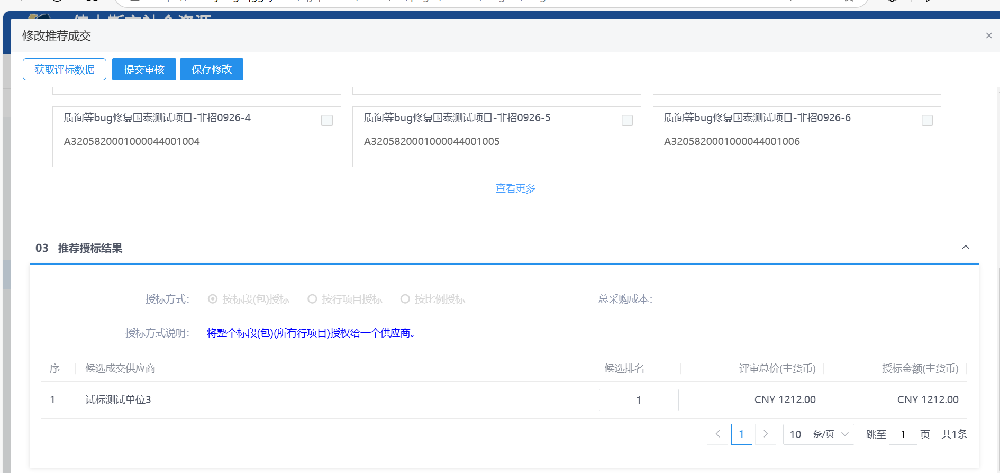 修改推荐成交
获取评标数据 提交审核 保存修改
质询等bug修复国泰测试项目-非招0926-4 质询等bug修复国泰测试项目-非招0926-5 质询等bug修复国泰测试项目-非招0926-6
A3205820001000044001004 A3205820001000044001005 A3205820001000044001006
查看更多
03 推荐授标结果
授标方式: 按标段(包)授标 按行项目授标 按比例授标 总采购成本:
授标方式说明: 将整个标段(包)(所有行项目)授权给一个供应商。
序 候选成交供应商 候选排名 评审总价(主货币) 授标金额(主货币)
1 试标测试单位3 1 CNY 1212.00 CNY 1212.00
1 10 条/页 跳至 1 页 共1条